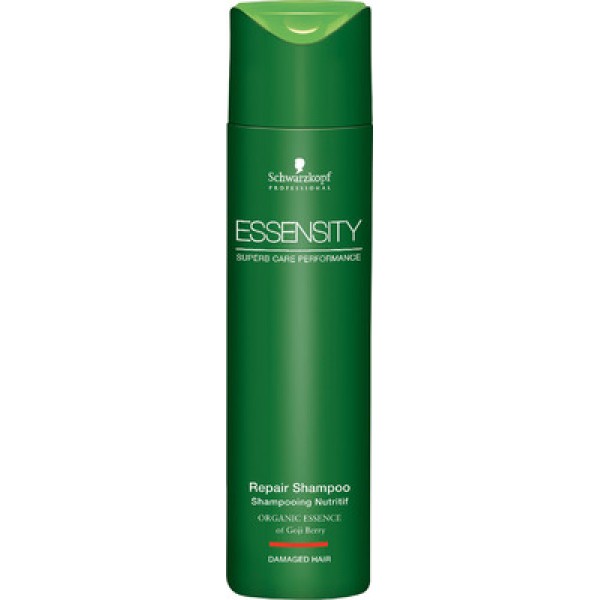 Schwarzkopf
PROFESSIONAL
ESSENSITY
SUPERB CARE PERFORMANCE
Repair Shampoo
Shampooing Nutritif
ORGANIC ESSENCE
of Goji Berry
DAMAGED HAIR